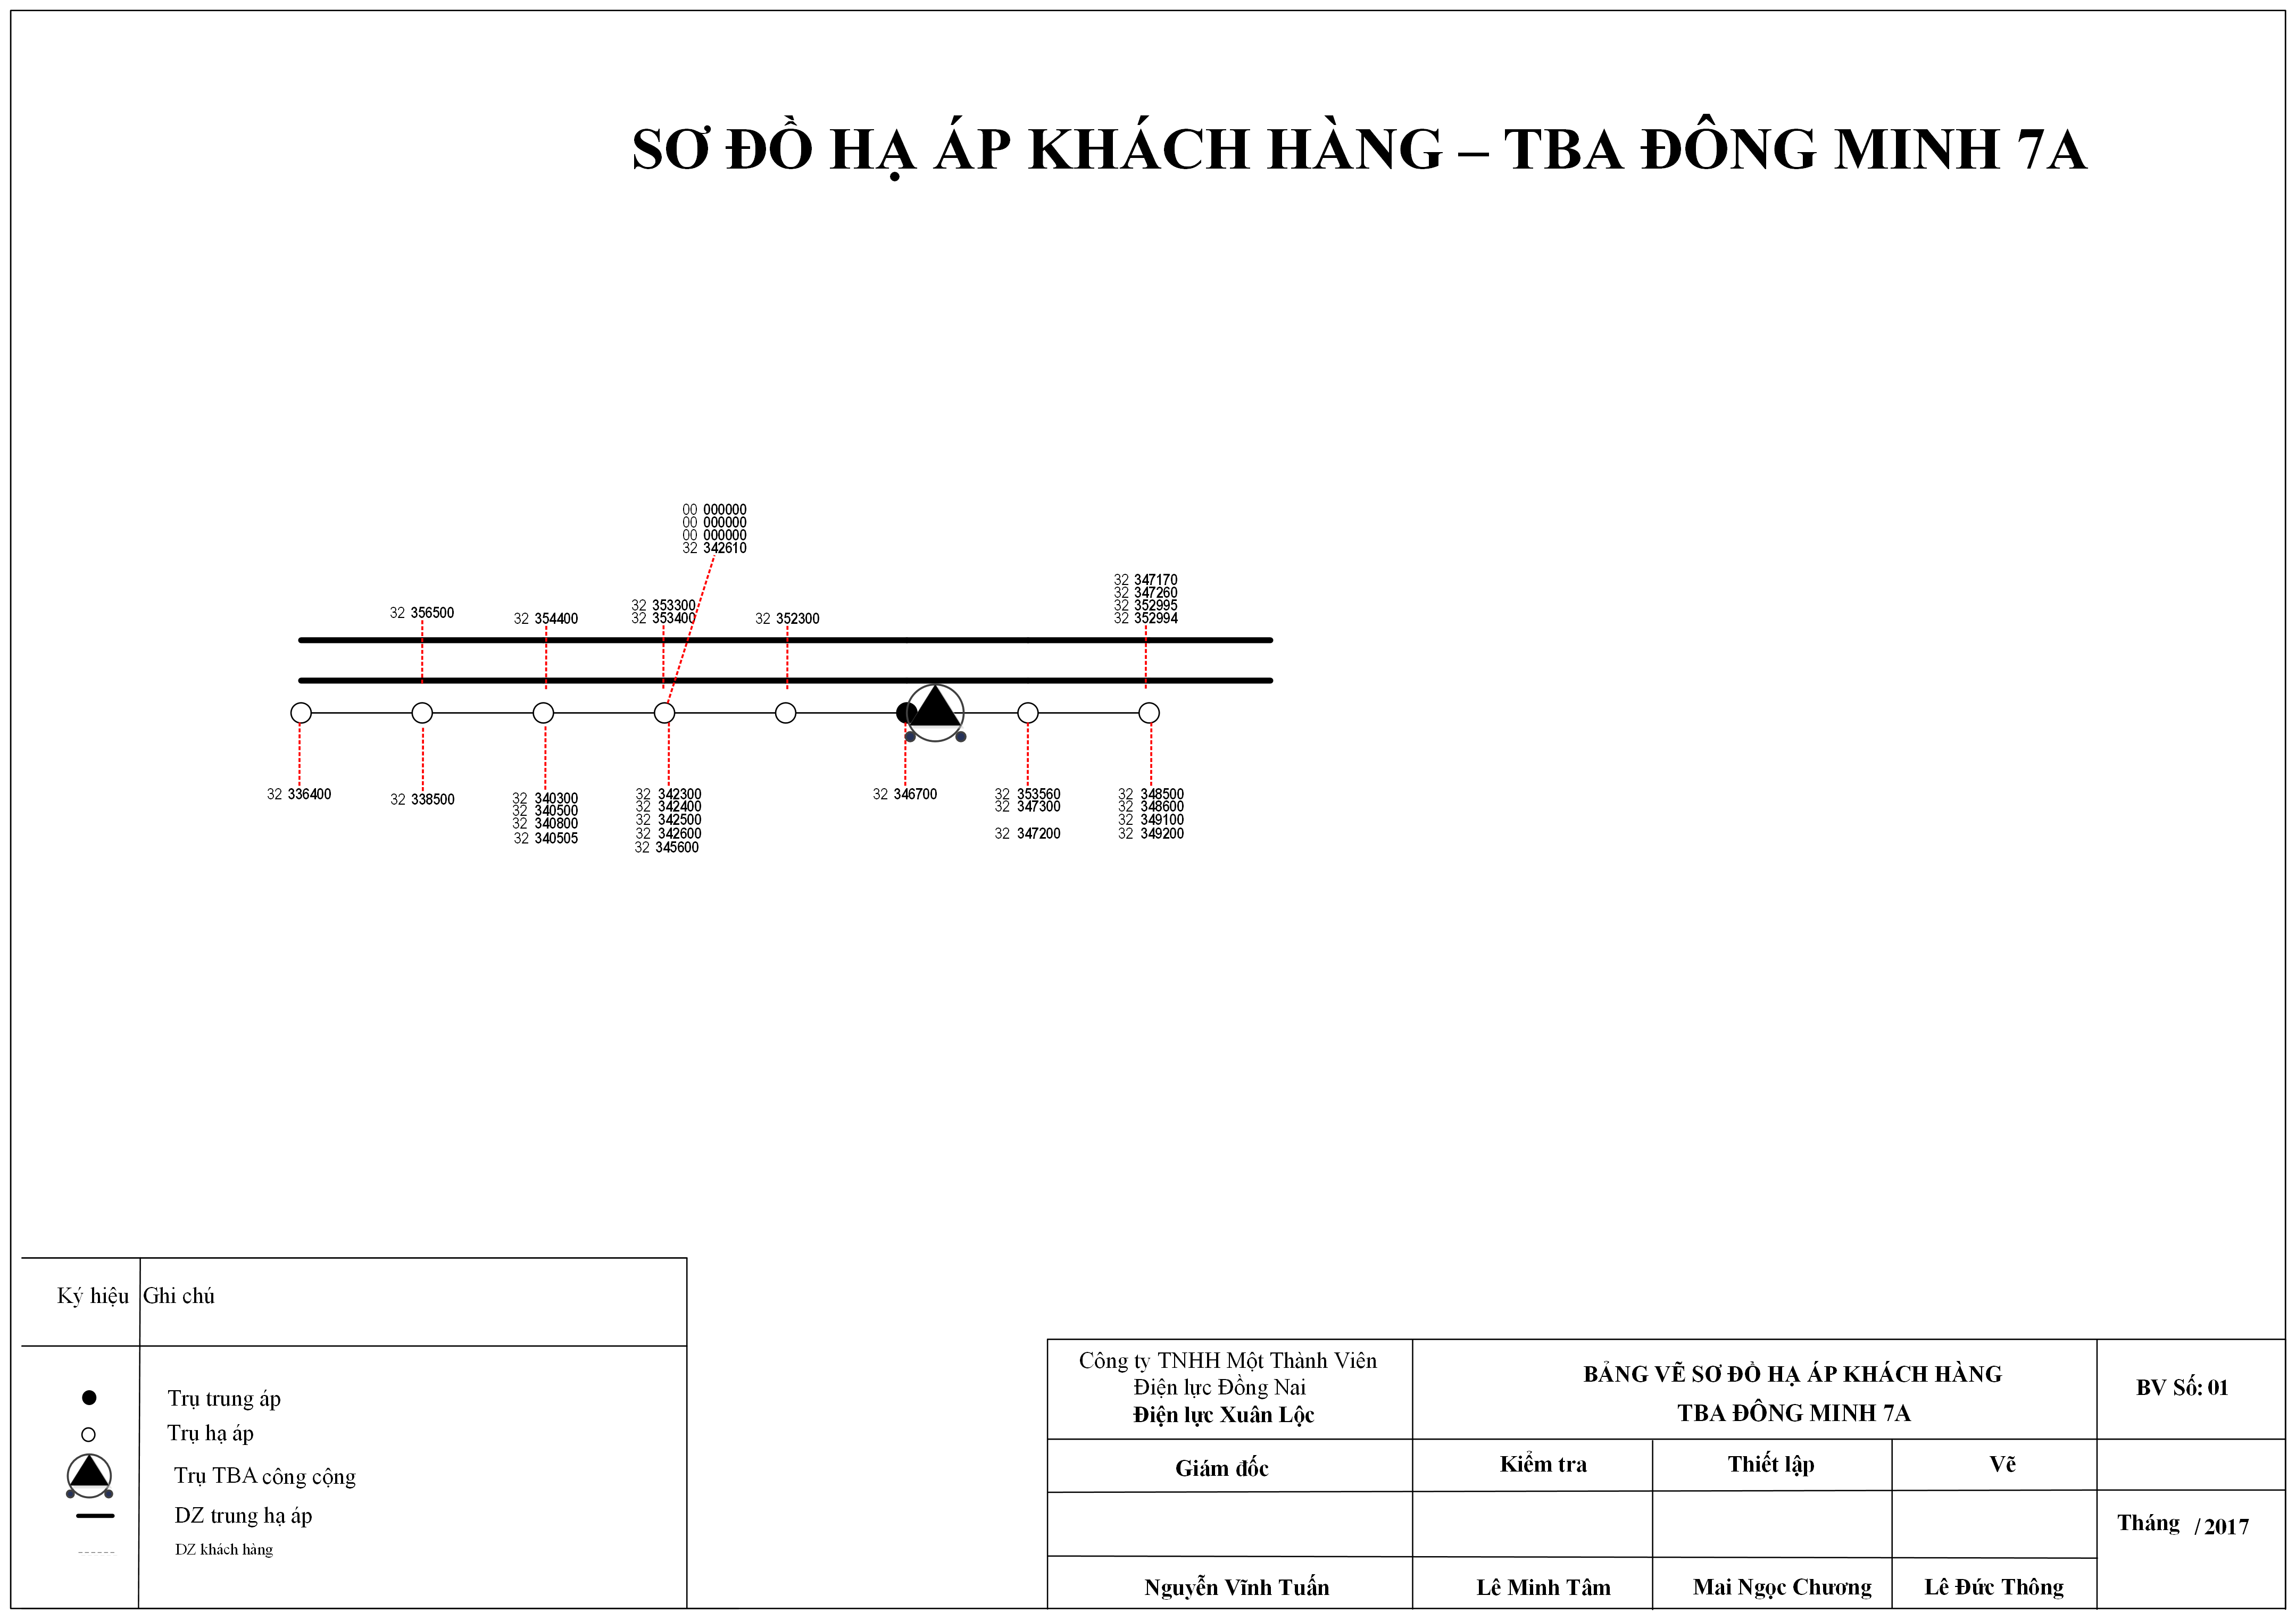 SƠ ĐỒ HẠ ÁP KHÁCH HÀNG – TBA ĐÔNG MINH 7A
00 000000
00 000000
00 000000
32 342610
32 356500
32 354400
32 353300
32 353400
32 352300
32 347170
32 347260
32 352995
32 352994
32 336400
32 338500
32 340300
32 340500
32 340800
32 340505
32 342300
32 342400
32 342500
32 342600
32 345600
32 346700
32 353560
32 347300
32 347200
32 348500
32 348600
32 349100
32 349200
Ký hiệu Ghi chú
Trụ trung áp
Trụ hạ áp
Trụ TBA công cộng
DZ trung hạ áp
DZ khách hàng
Công ty TNHH Một Thành Viên
Điện lực Đồng Nai
Điện lực Xuân Lộc
BẢNG VẼ SƠ ĐỒ HẠ ÁP KHÁCH HÀNG
TBA ĐÔNG MINH 7A
BV Số: 01
Giám đốc Kiểm tra Thiết lập Vẽ
Tháng / 2017
Nguyễn Vĩnh Tuấn Lê Minh Tâm Mai Ngọc Chương Lê Đức Thông